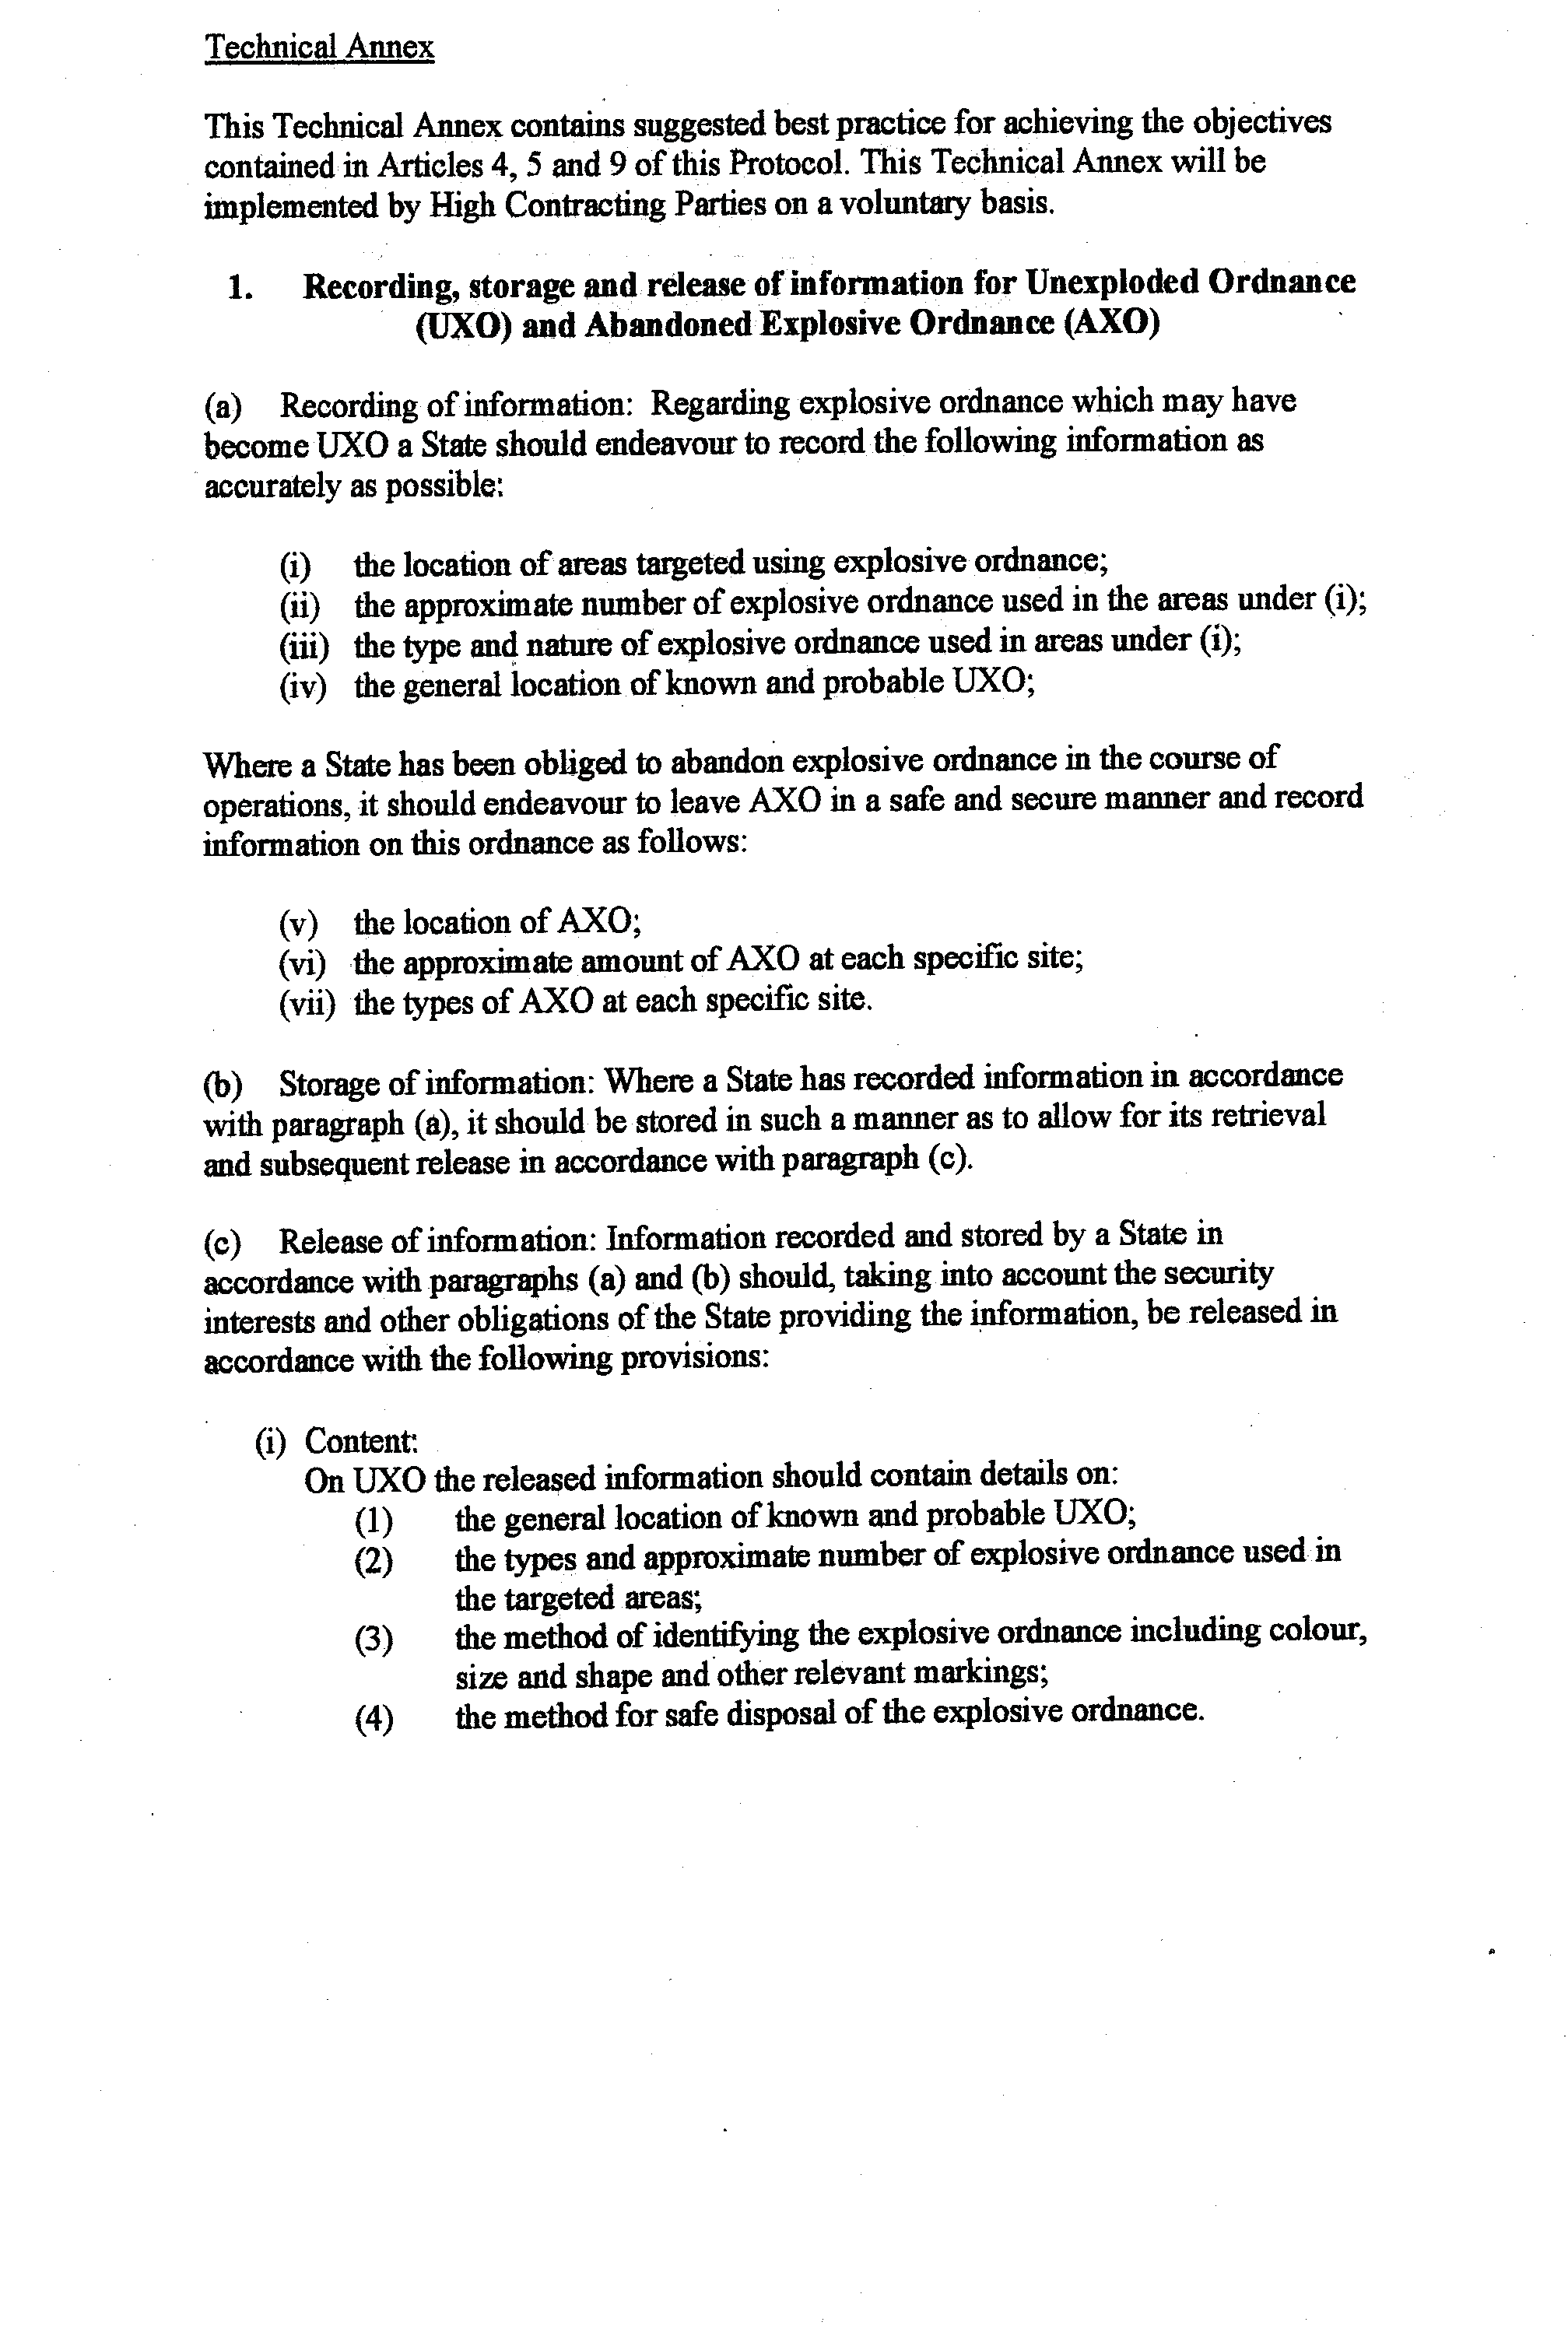 Technical Annex
This Technical Annex contains suggested best practice for achieving the objectives
contained in Articles 4, 5 and 9 of this Protocol. This Technical Annex will be
implemented by High Contracting Parties on a voluntary basis.
1. Recording, storage and release of information for Unexploded Ordnance
(UXO) and Abandoned Explosive Ordnance (AXO)
(a) Recording of information: Regarding explosive ordnance which may have
become UXO a State should endeavour to record the following information as
accurately as possible:
(i) the location of areas targeted using explosive ordnance;
(ii) the approximate number of explosive ordnance used in the areas under (i);
(iii) the type and nature of explosive ordnance used in areas under (i);
(iv) the general location of known and probable UXO;
Where a State has been obliged to abandon explosive ordnance in the course of
operations, it should endeavour to leave AXO in a safe and secure manner and record
information on this ordnance as follows:
(v) the location of AXO;
(vi) the approximate amount of AXO at each specific site;
(vii) the types of AXO at each specific site.
(b) Storage of information: Where a State has recorded information in accordance
with paragraph (a), it should be stored in such a manner as to allow for its retrieval
and subsequent release in accordance with paragraph (c).
(c) Release of information: Information recorded and stored by a State in
accordance with paragraphs (a) and (b) should, taking into account the security
interests and other obligations of the State providing the information, be released in
accordance with the following provisions:
(i) Content:
On UXO the released information should contain details on:
(1) the general location of known and probable UXO;
(2) the types and approximate number of explosive ordnance used in
the targeted areas;
(3) the method of identifying the explosive ordnance including colour,
size and shape and other relevant markings;
(4) the method for safe disposal of the explosive ordnance.